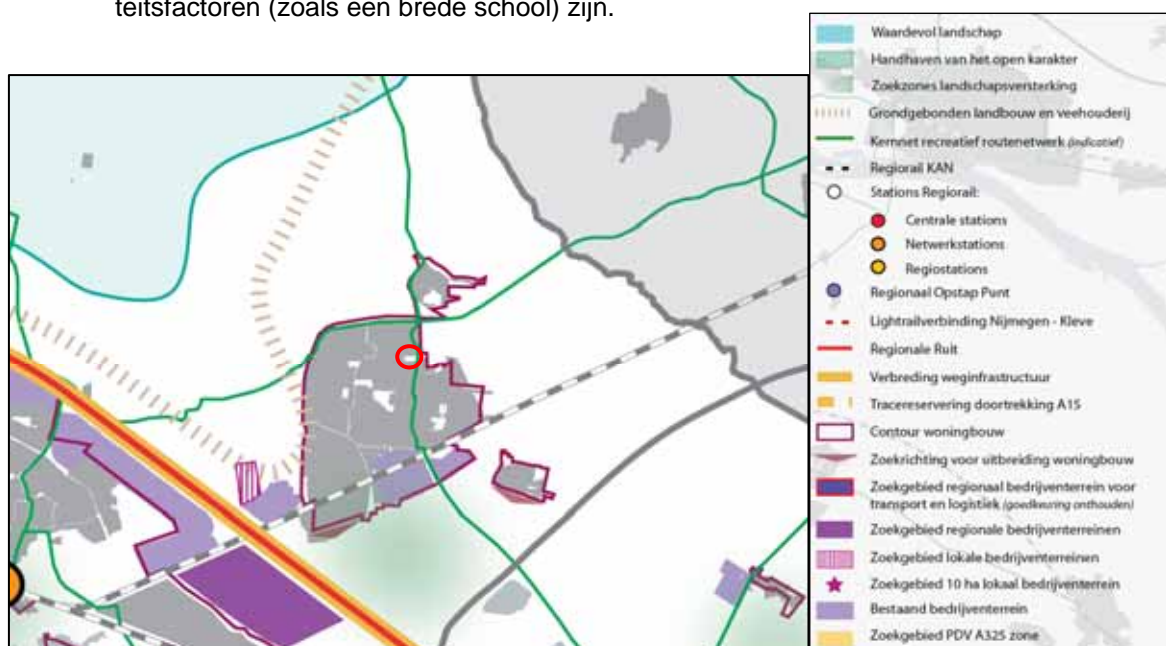 teitsfactoren (zoals een brede school) zijn.
Waardevol landschap
Handhaven van het open karakter
Zoekzones landschapsversterking
Grondgebonden landbouw en veehouderij
Kernnet recreatief routenetwerk (indicatief)
Regiorail KAN
Stations Regiorail:
Centrale stations
Netwerkstations
Regiostations
Regionaal Opstap Punt
Lightrailverbinding Nijmegen - Kleve
Regionale Ruit
Verbreding weginfrastructuur
Tracereservering doortrekking A15
Contour woningbouw
Zoekrichting voor uitbreiding woningbouw
Zoekgebied regionaal bedrijventerrein voor
transport en logistiek (goedkeuring onthouden)
Zoekgebied regionale bedrijventerreinen
Zoekgebied lokale bedrijventerreinen
Zoekgebied 10 ha lokaal bedrijventerrein
Bestaand bedrijventerrein
Zoekgebied PDV A325 zone